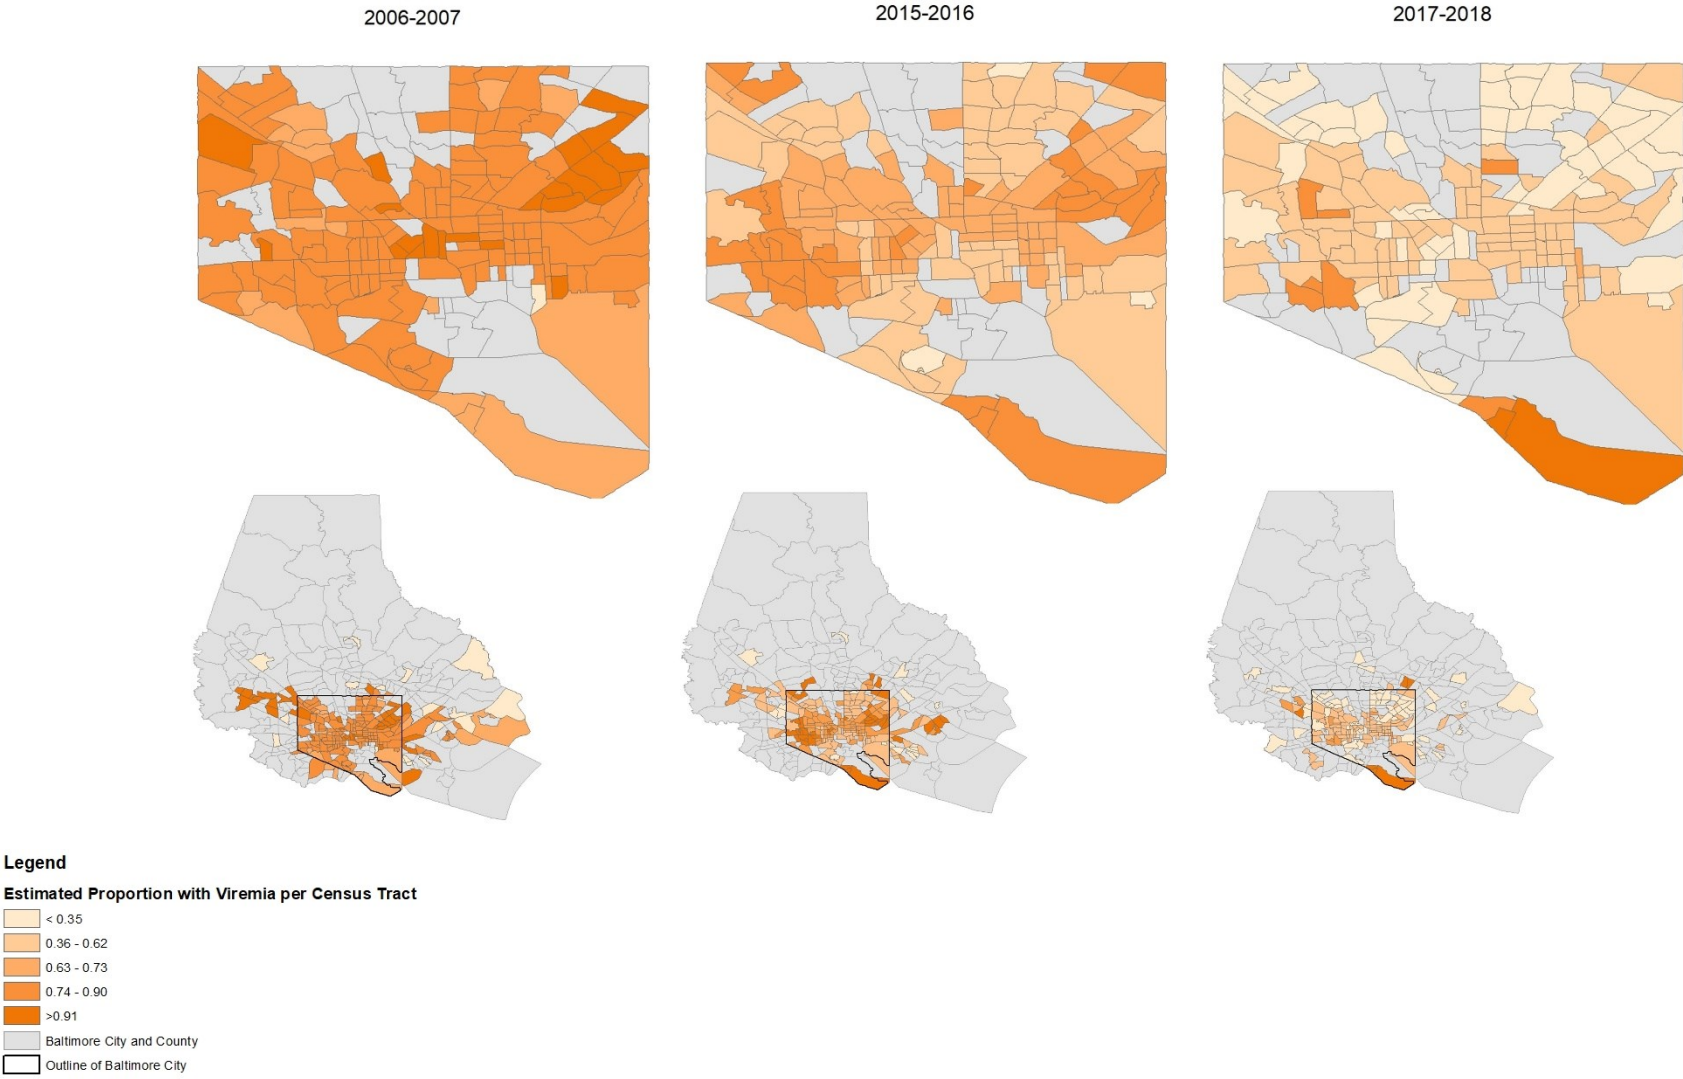 2006-2007
2015-2016
2017-2018
Legend
Estimated Proportion with Viremia per Census Tract
< 0.35
0.36 - 0.62
0.63 - 0.73
0.74 - 0.90
>0.91
Baltimore City and County
Outline of Baltimore City